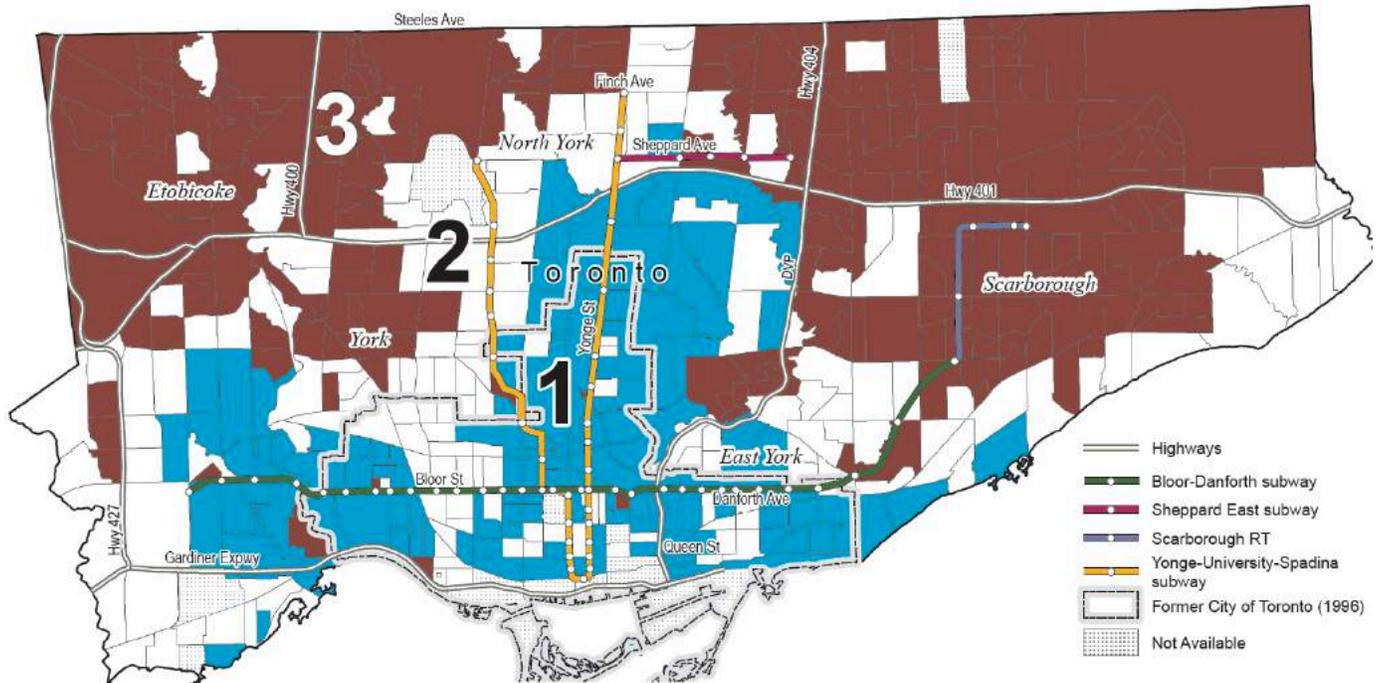 Steeles Ave
Hwy 404
3
Finch Ave
North York
Sheppard Ave
Etobicoke
Hwy 400
Hwy 401
2
Toronto
DVP
Scarborough
York
Yonge St
1
East York
Bloor St
Danforth Ave
Hwy 427
Gardiner Expwy
Queen St
Highways
Bloor-Danforth subway
Sheppard East subway
Scarborough RT
Yonge-University-Spadina
subway
Former City of Toronto (1996)
Not Available